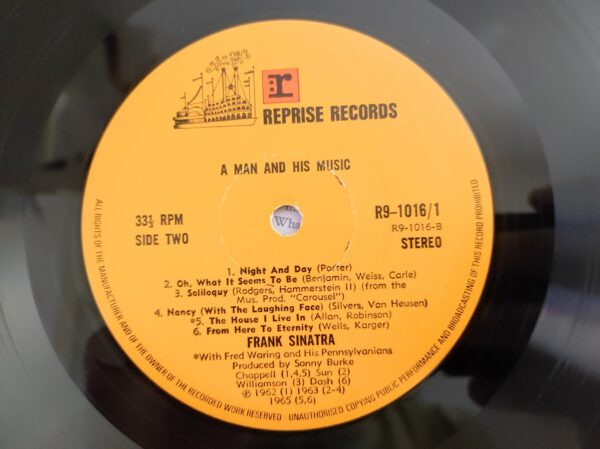 r
REPRISE RECORDS
A MAN AND HIS MUSIC
33⅓ RPM
SIDE TWO
R9-1016/1
R9-1016-B
STEREO
Wha
1. Night And Day (Porter)
2. Oh, What It Seems To Be (Benjamin, Weiss, Carle)
3. Soliloquy (Rodgers, Hammerstein II) (from the
Mus. Prod. "Carousel")
4. Nancy (With The Laughing Face) (Silvers, Van Heusen)
*5. The House I Live In (Allan, Robinson)
6. From Here To Eternity (Wells, Karger)
FRANK SINATRA
*With Fred Waring and His Pennsylvanians
Produced by Sonny Burke
Chappell (1,4,5) Sun (2)
Williamson (3) Dash (6)
℗ 1962 (1) 1963 (2-4)
1965 (5,6)
ALL RIGHTS OF THE MANUFACTURER AND OF THE OWNER OF THE RECORDED WORK RESERVED · UNAUTHORISED COPYING PUBLIC PERFORMANCE AND BROADCASTING OF THIS RECORD PROHIBITED